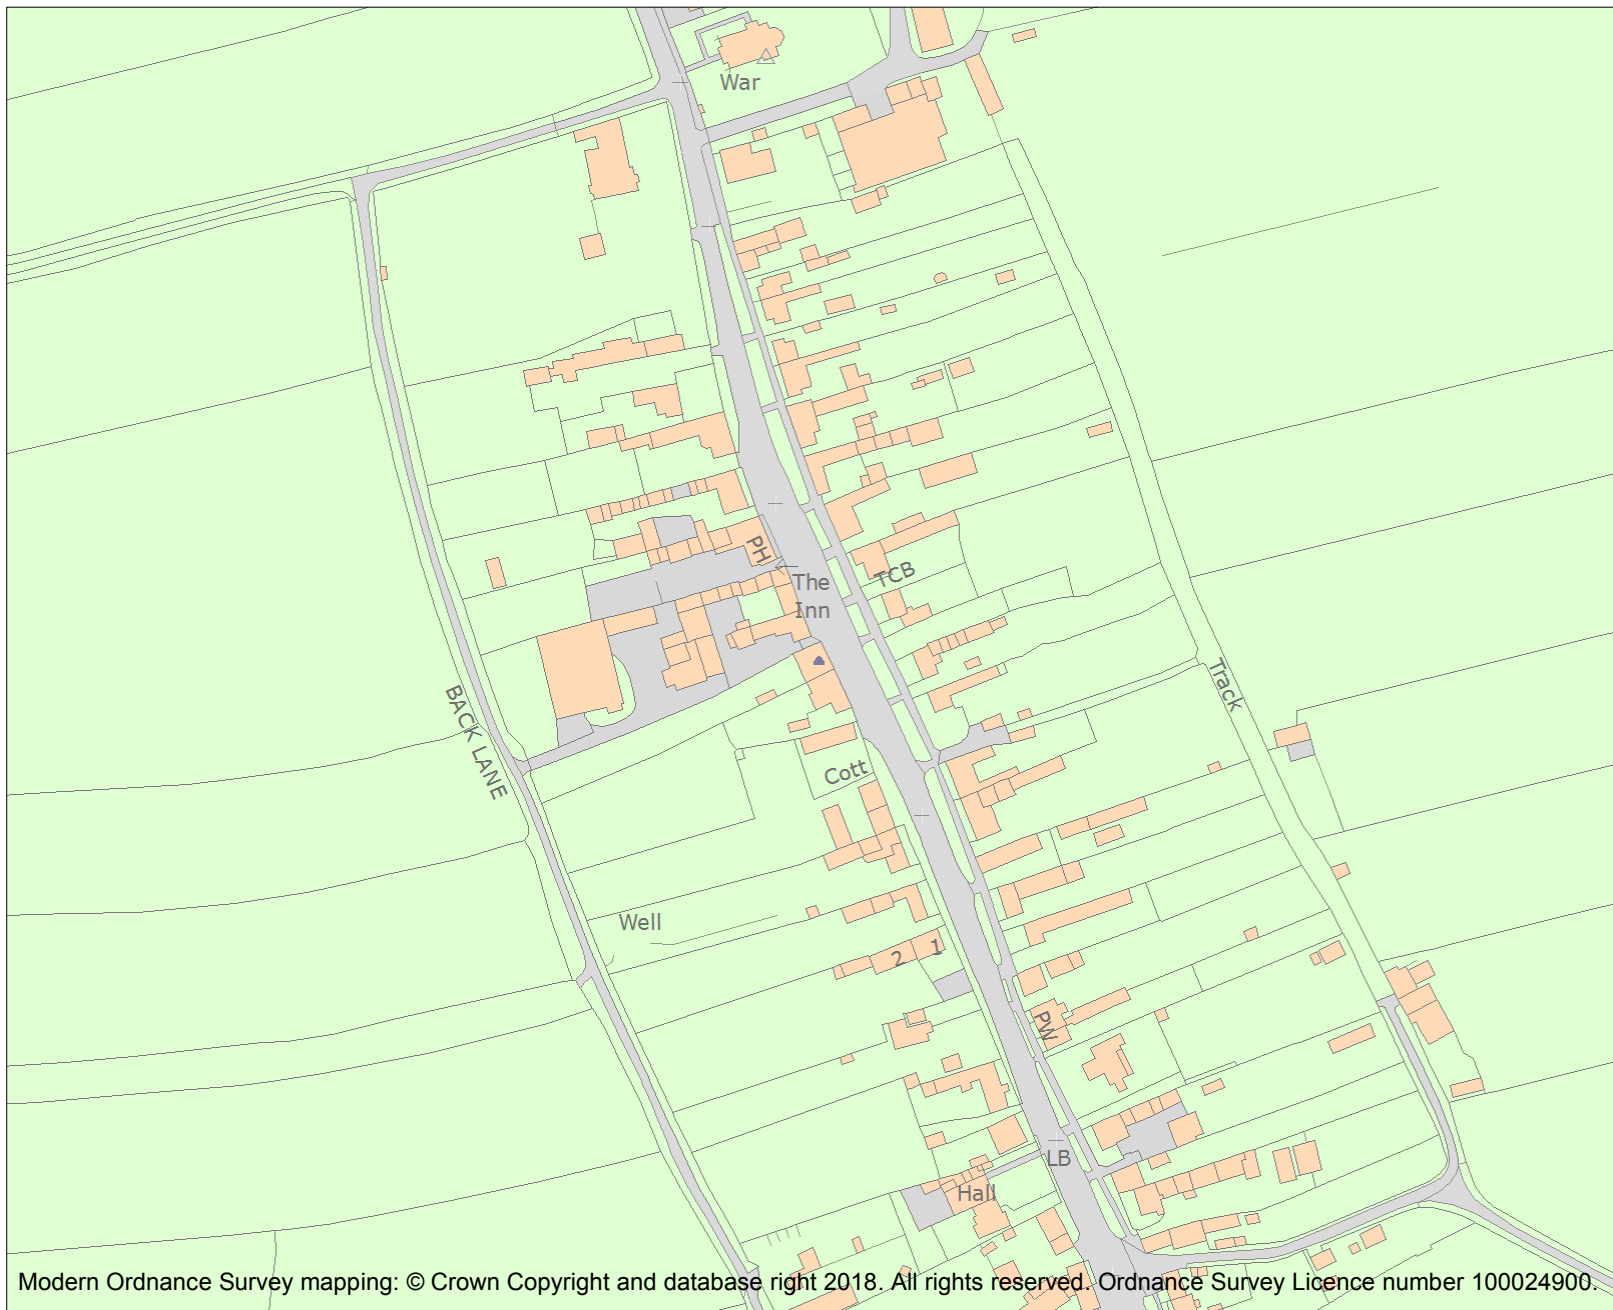 War
PH
The
Inn
TCB
Track
BACK LANE
Cott
Well
2
1
PW
LB
Hall
Modern Ordnance Survey mapping: © Crown Copyright and database right 2018. All rights reserved. Ordnance Survey Licence number 100024900.